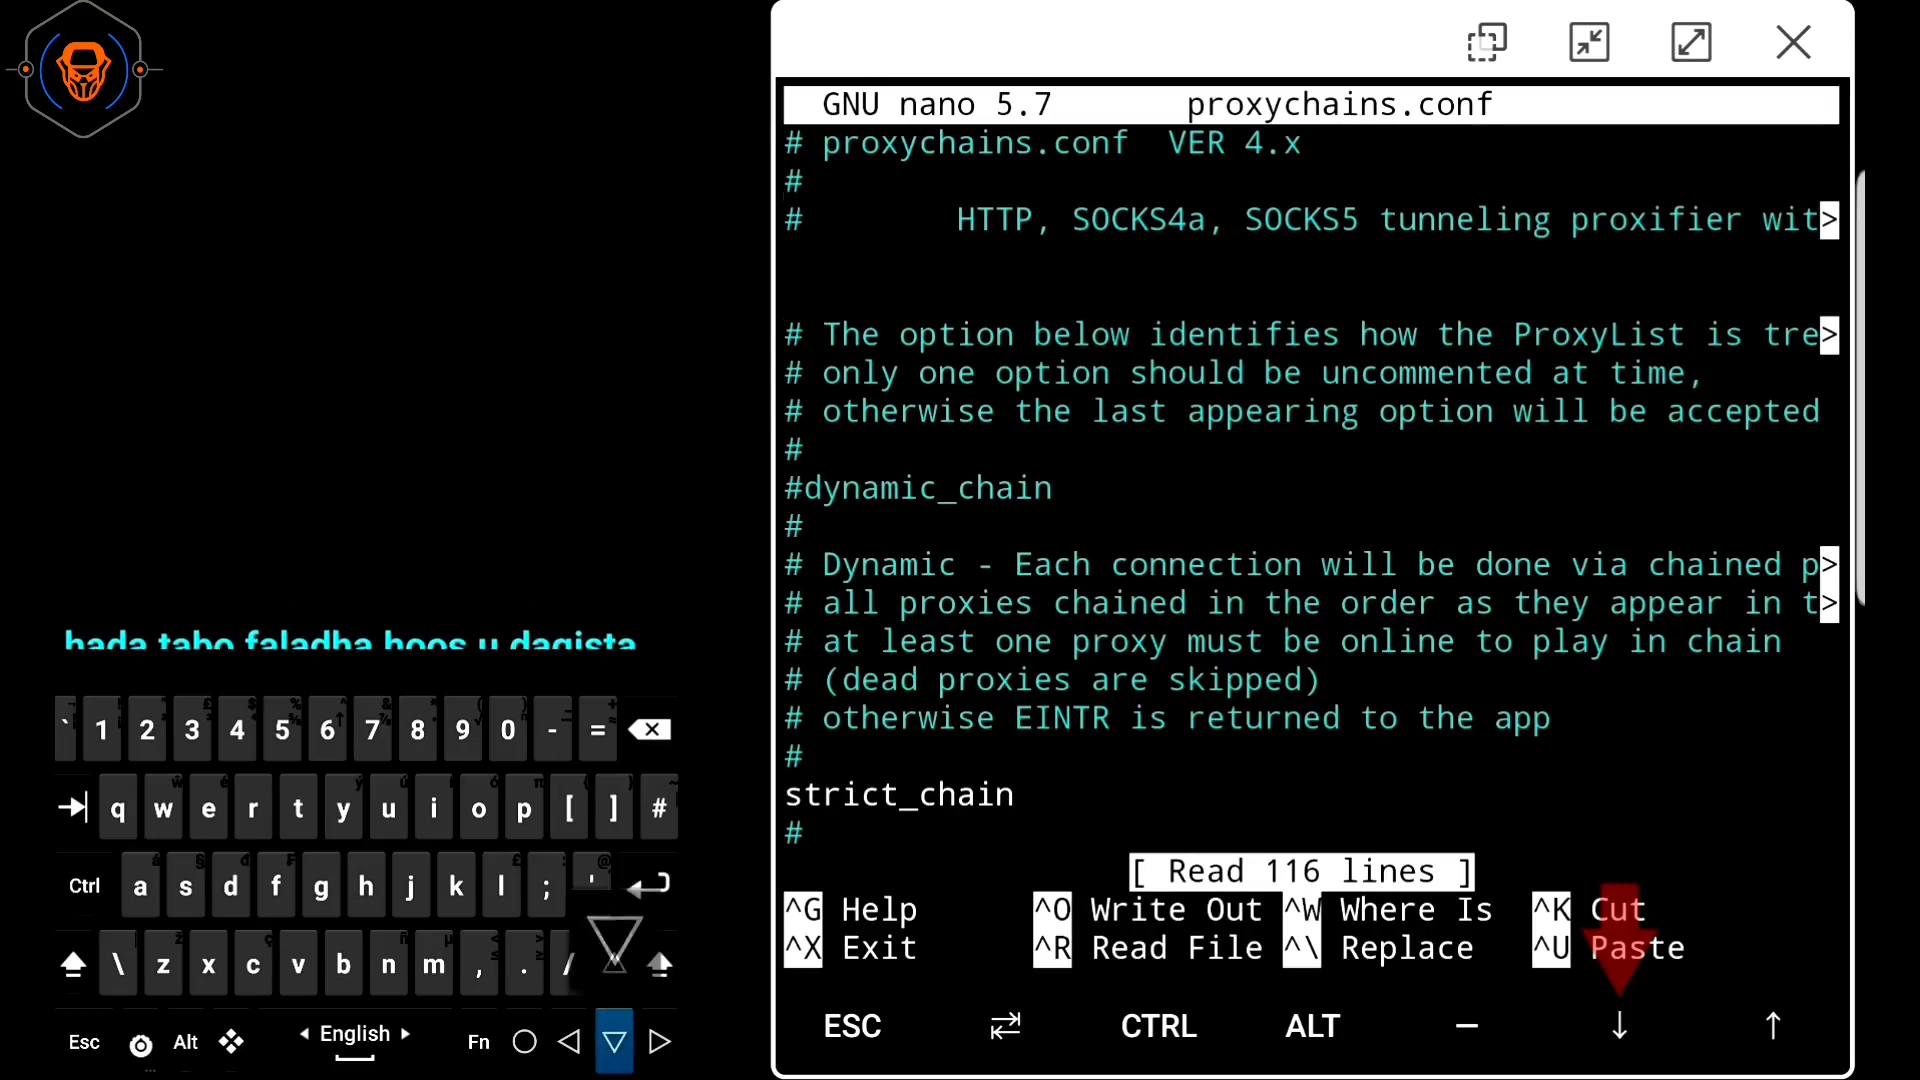 GNU nano 5.7 proxychains.conf
# proxychains.conf  VER 4.x
#
#        HTTP, SOCKS4a, SOCKS5 tunneling proxifier wit>
# The option below identifies how the ProxyList is tre>
# only one option should be uncommented at time,
# otherwise the last appearing option will be accepted
#
#dynamic_chain
#
# Dynamic - Each connection will be done via chained p>
# all proxies chained in the order as they appear in t>
# at least one proxy must be online to play in chain
# (dead proxies are skipped)
# otherwise EINTR is returned to the app
#
strict_chain
#
[ Read 116 lines ]
^G Help ^O Write Out ^W Where Is ^K Cut
^X Exit ^R Read File ^\ Replace ^U Paste
ESC ⇄ CTRL ALT — ↓ ↑
hada tabo faladha hoos u dagista
` 1 2 3 4 5 6 7 8 9 0 - =
q w e r t y u i o p [ ] #
Ctrl a s d f g h j k l ; '
\ z x c v b n m , . /
Esc Alt English Fn